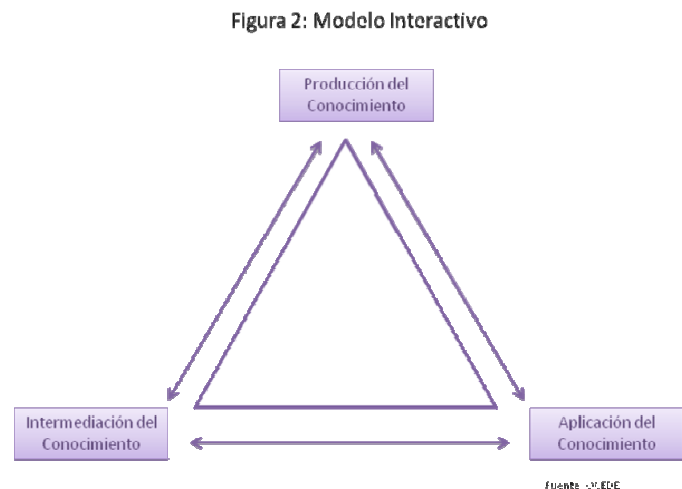 Figura 2: Modelo Interactivo
Producción del
Conocimiento
Intermediación del
Conocimiento
Aplicación del
Conocimiento
Fuente